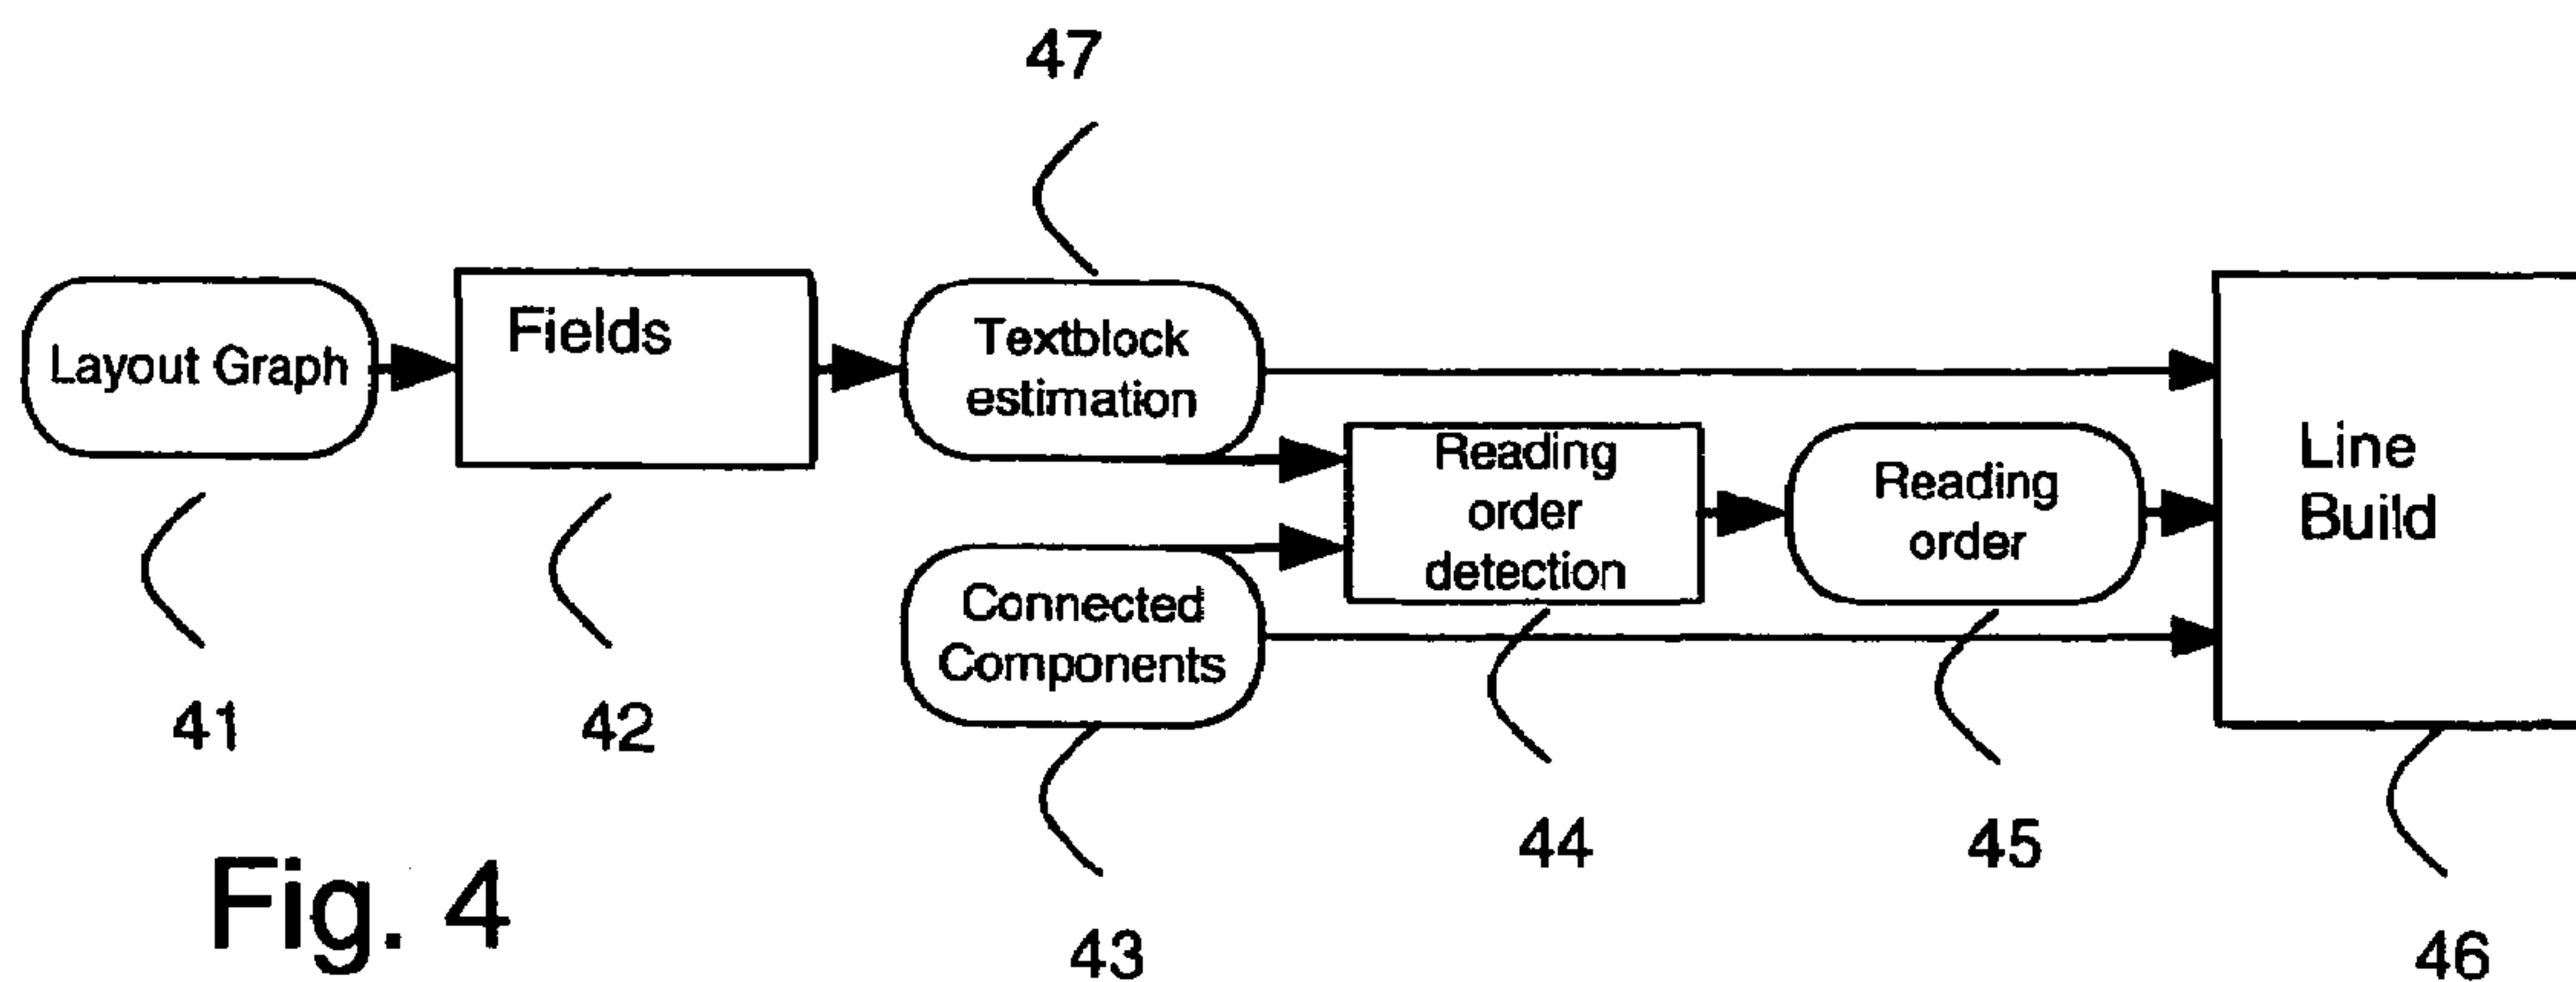 47
Layout Graph
Fields
Textblock
estimation
Reading
order
detection
Reading
order
Line
Build
Connected
Components
41
42
43
44
45
46
Fig. 4